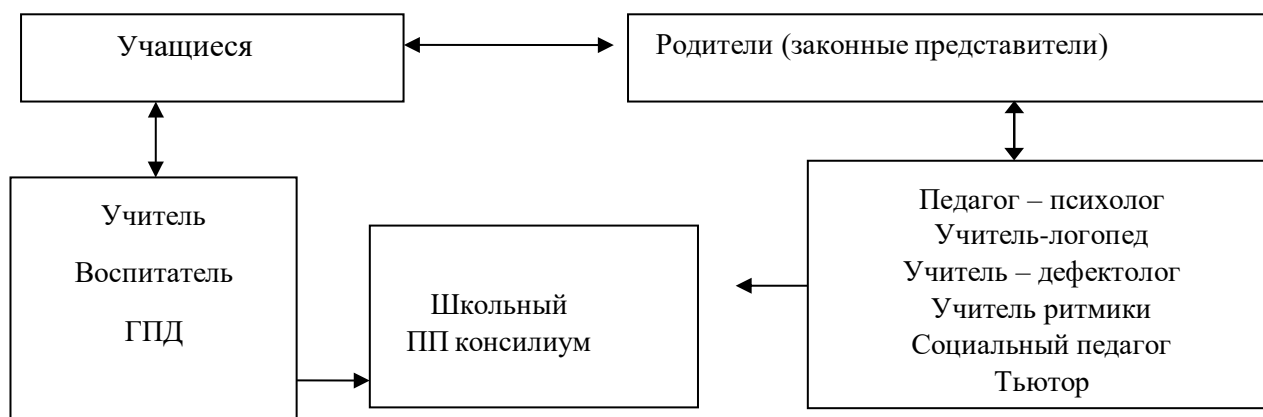 Учащиеся
Родители (законные представители)
Учитель
Воспитатель
ГПД
Школьный
ПП консилиум
Педагог – психолог
Учитель-логопед
Учитель – дефектолог
Учитель ритмики
Социальный педагог
Тьютор